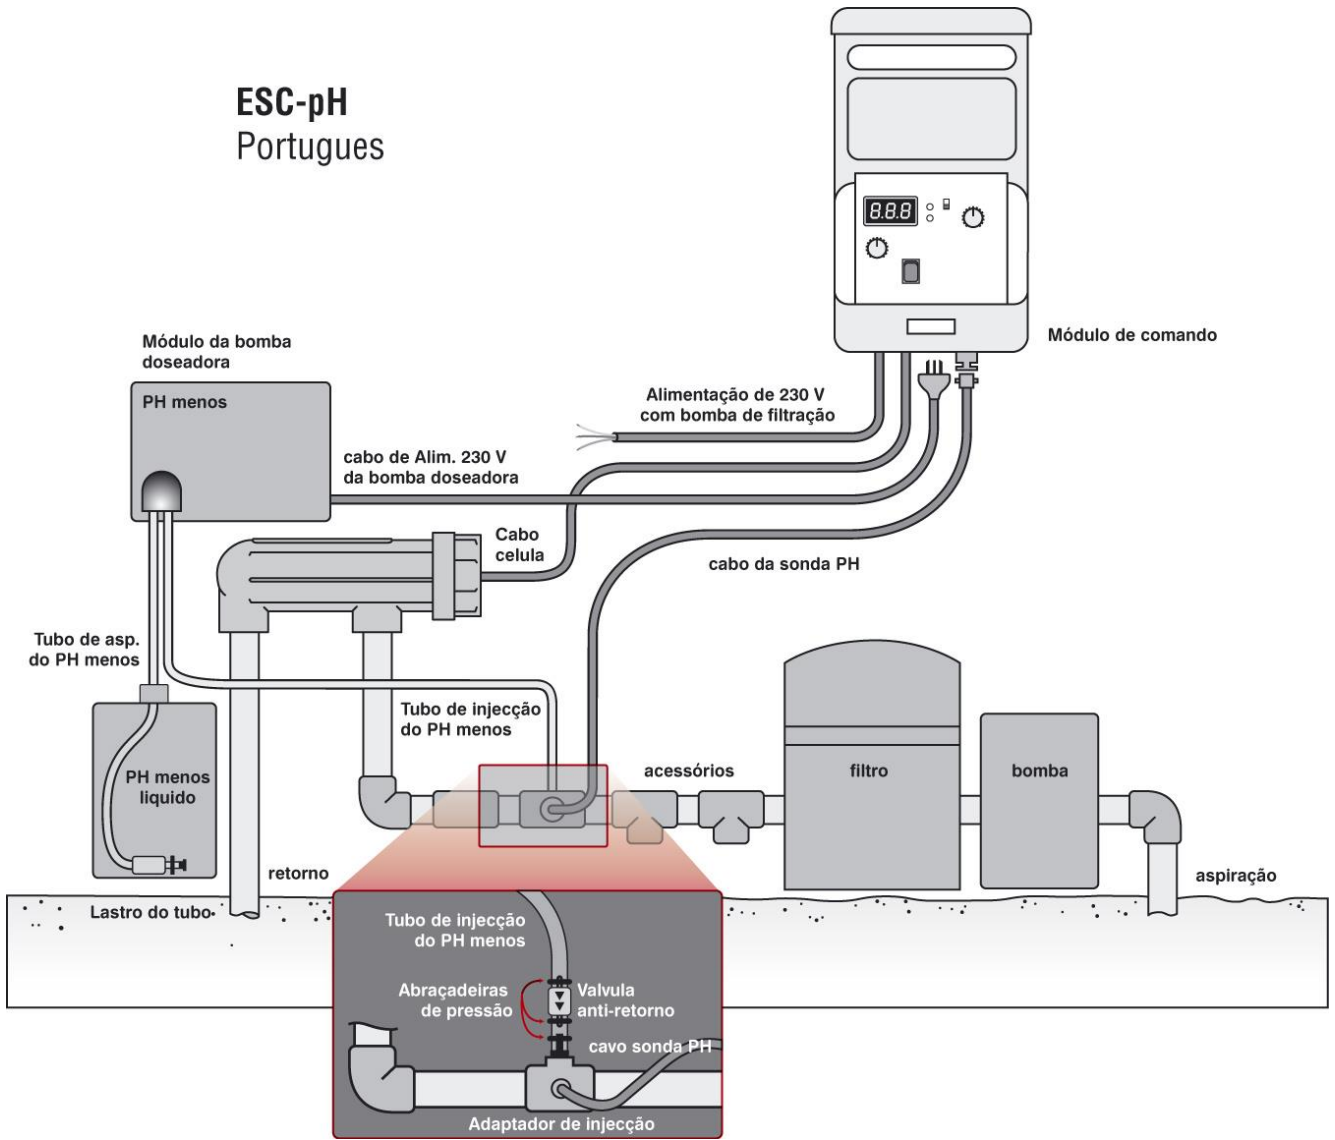 ESC-pH
Portugues
8.8.8
Módulo de comando
Módulo da bomba
doseadora
PH menos
Alimentação de 230 V
com bomba de filtração
cabo de Alim. 230 V
da bomba doseadora
Cabo
celula
cabo da sonda PH
Tubo de asp.
do PH menos
Tubo de injecção
do PH menos
PH menos
liquido
acessórios
filtro
bomba
retorno
aspiração
Lastro do tubo
Tubo de injecção
do PH menos
Abraçadeiras
de pressão
Valvula
anti-retorno
cavo sonda PH
Adaptador de injecção